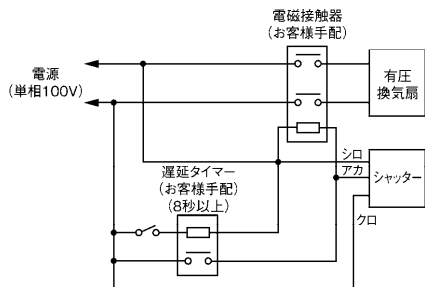 電磁接触器
(お客様手配)
電源
(単相100V)
有圧
換気扇
シロ
アカ
シャッター
遅延タイマー
(お客様手配)
(8秒以上)
クロ